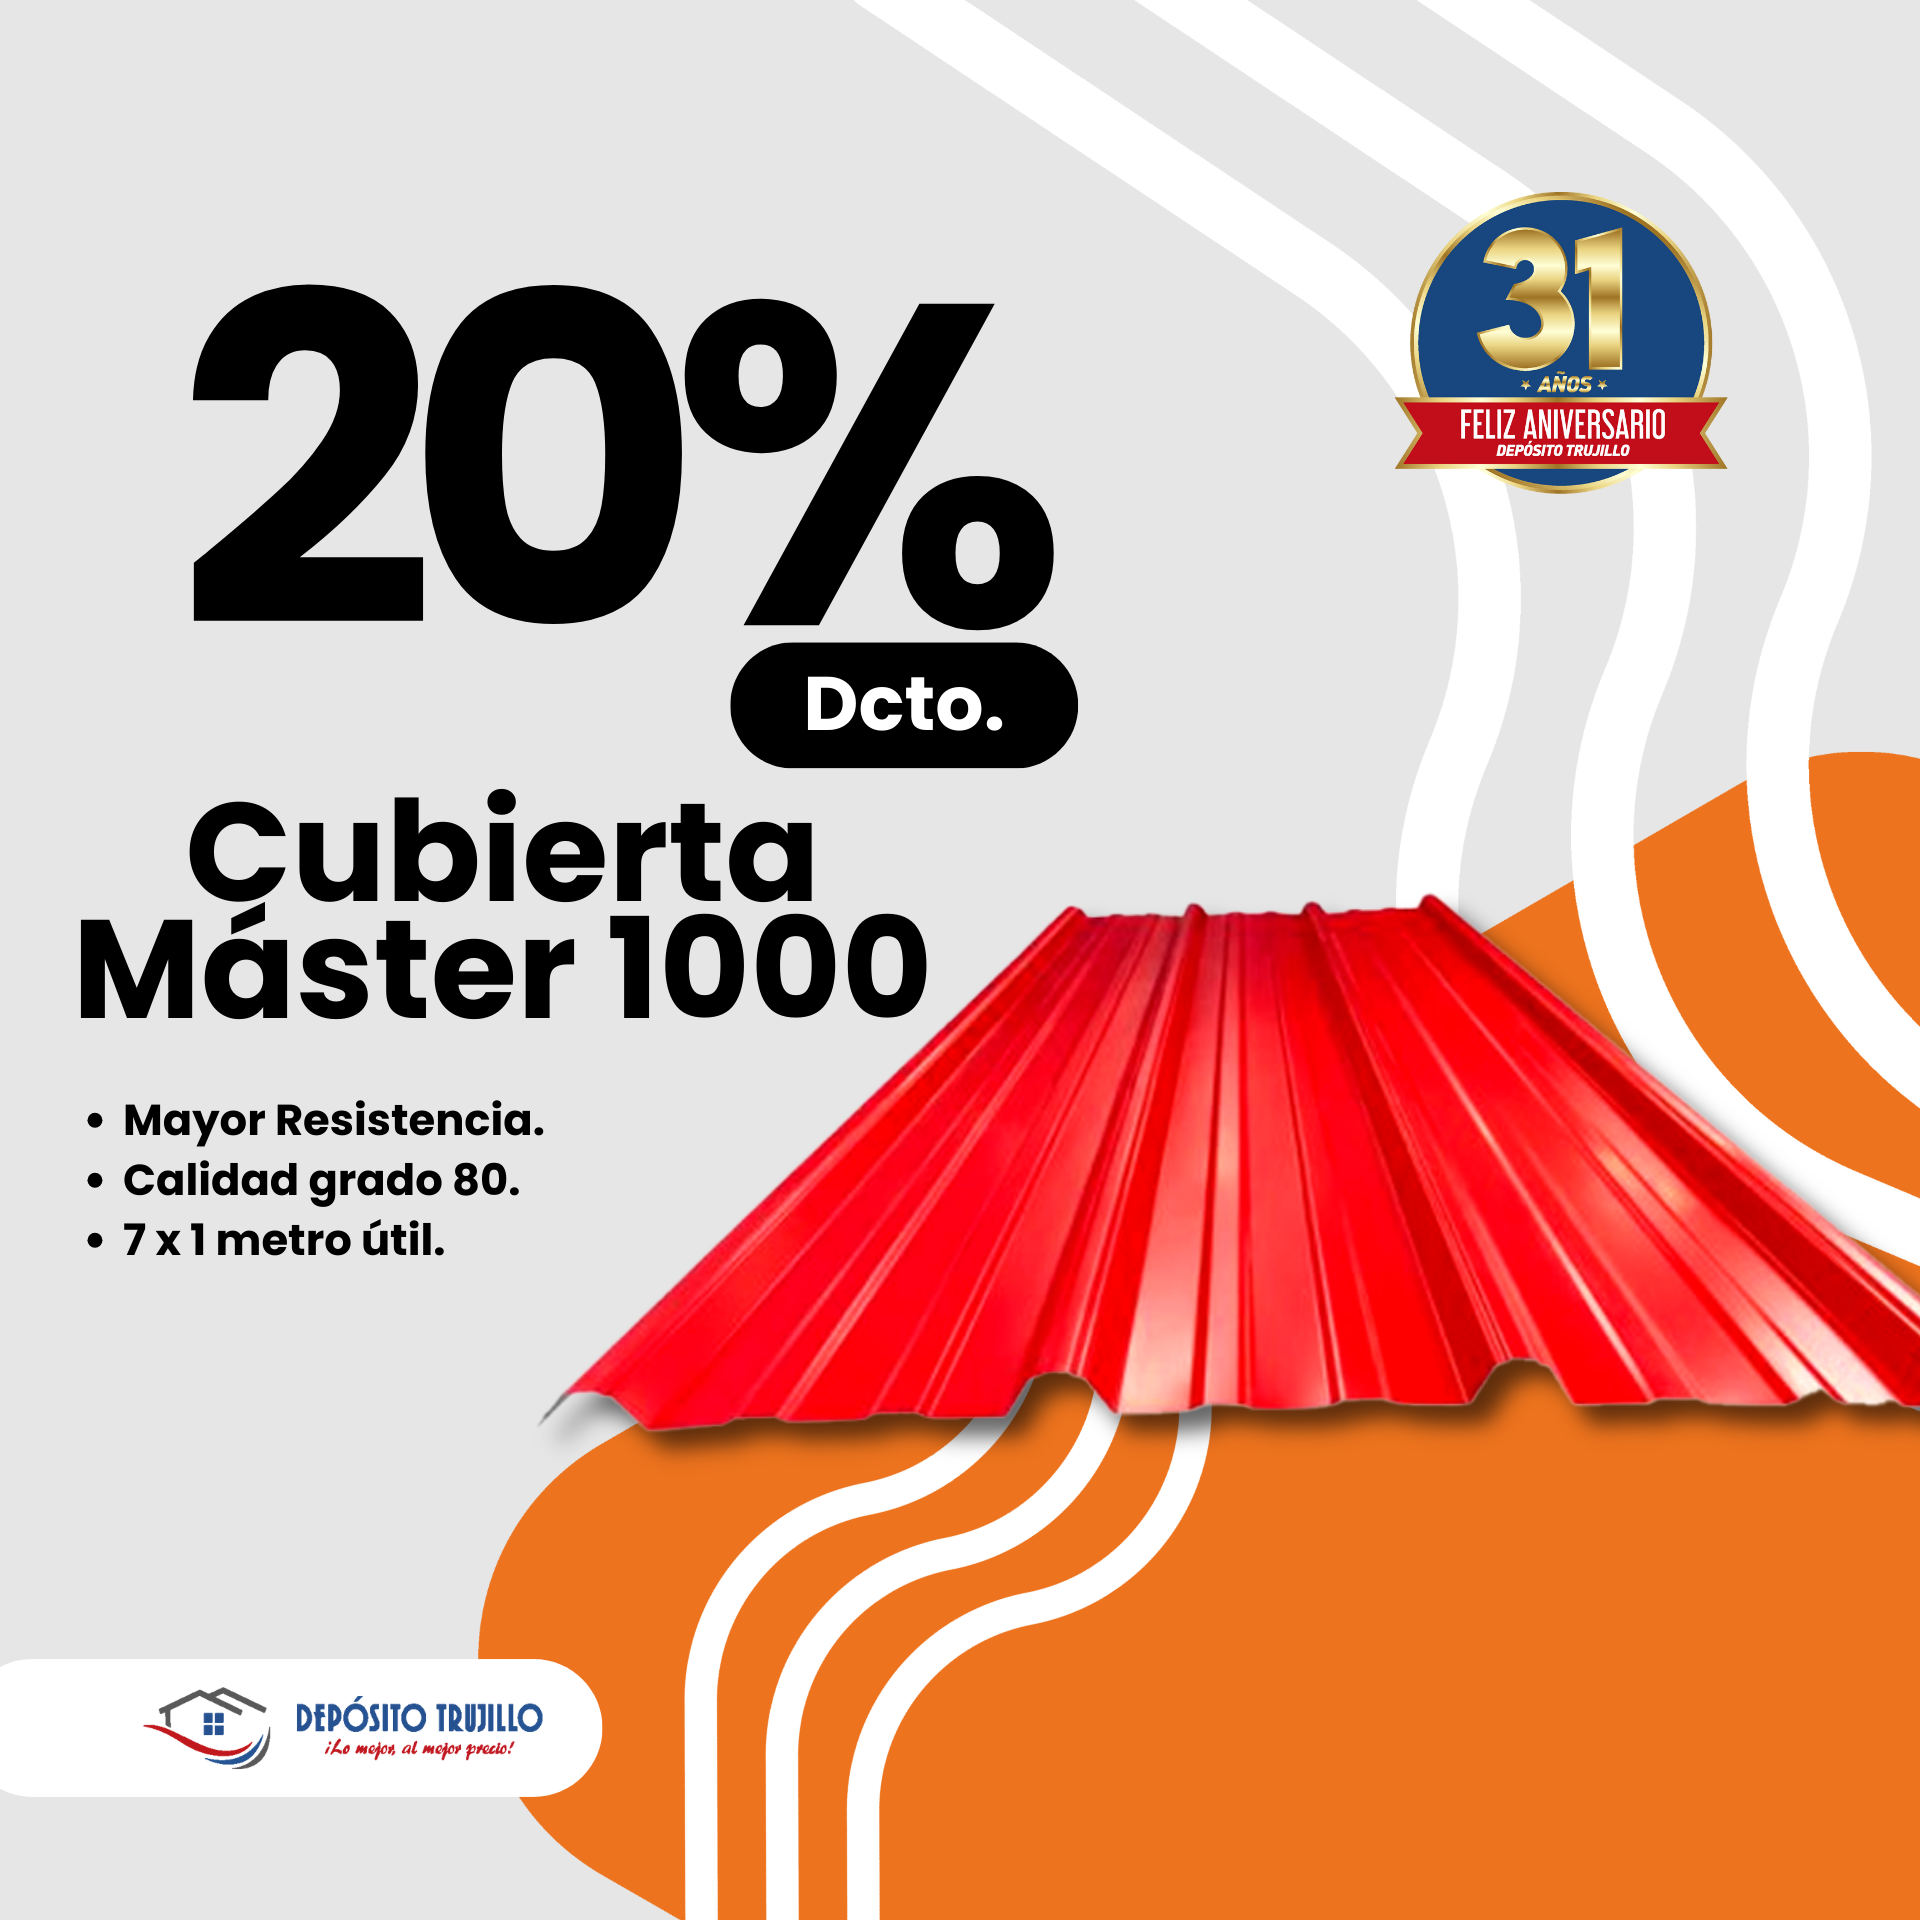 31
AÑOS
FELIZ ANIVERSARIO
DEPÓSITO TRUJILLO
20%
Dcto.
Cubierta
Máster 1000
• Mayor Resistencia.
• Calidad grado 80.
• 7 x 1 metro útil.
DEPÓSITO TRUJILLO
¡Lo mejor, al mejor precio!